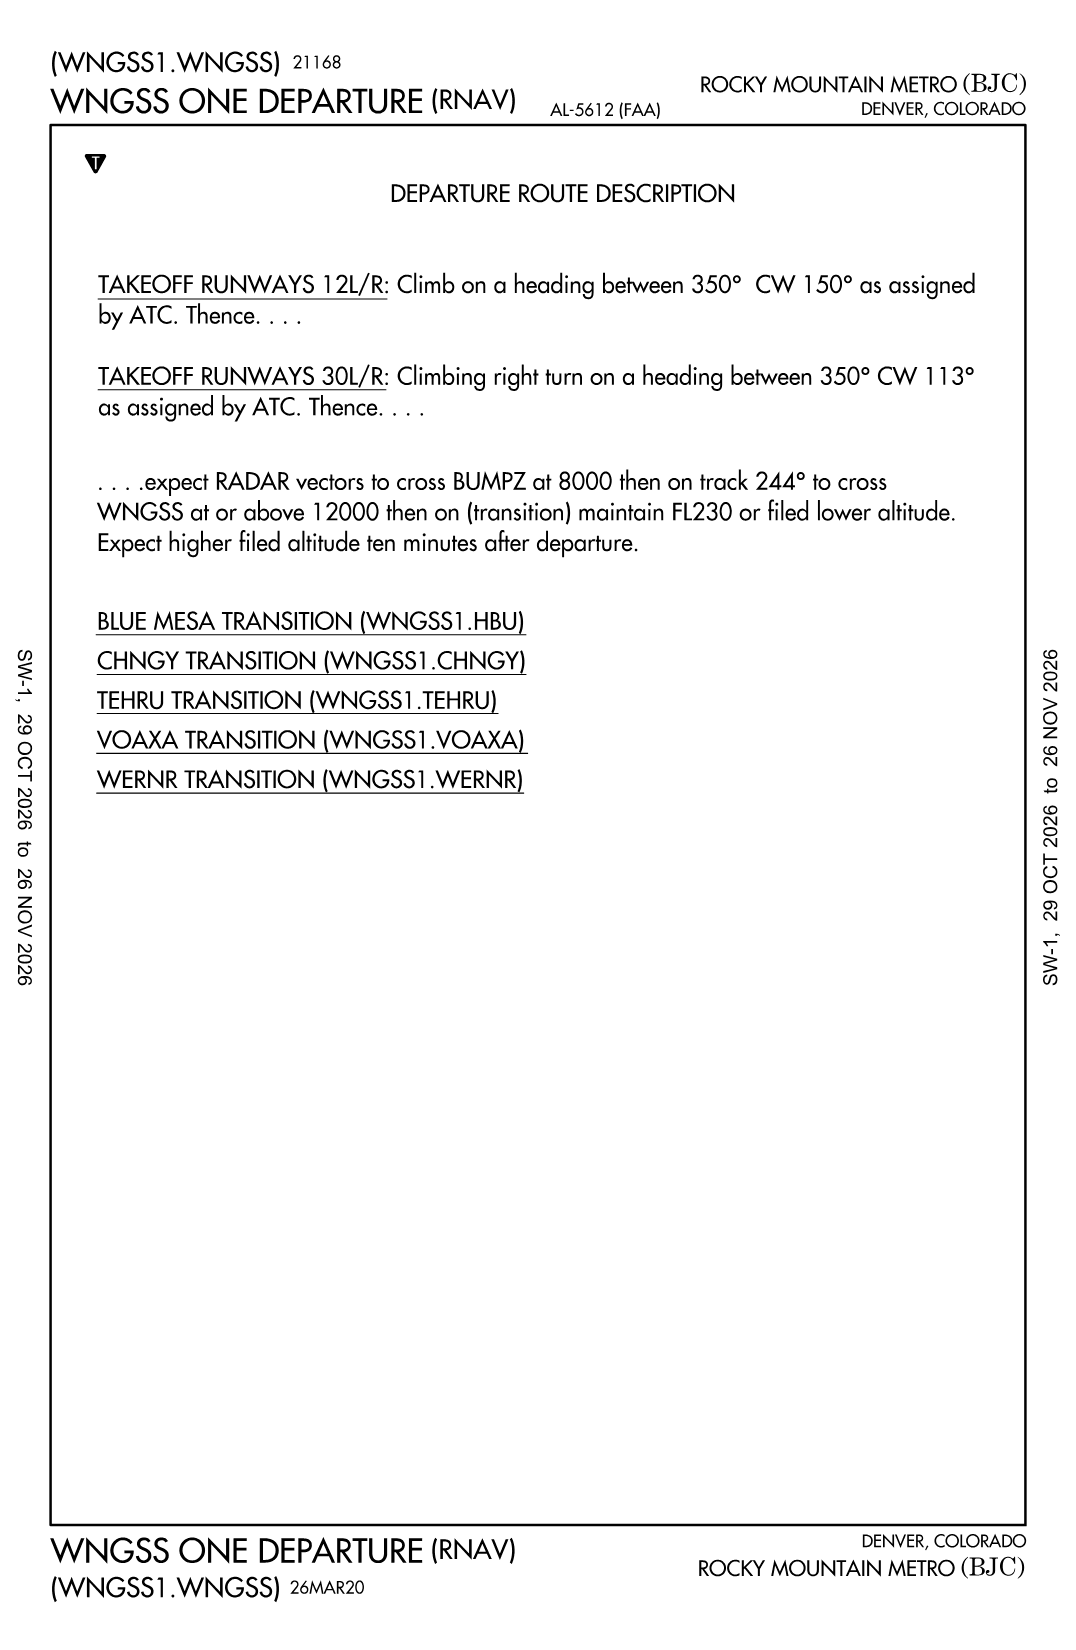 (WNGSS1.WNGSS) 21168
WNGSS ONE DEPARTURE (RNAV)
AL-5612 (FAA)
ROCKY MOUNTAIN METRO (BJC)
DENVER, COLORADO
T
DEPARTURE ROUTE DESCRIPTION
TAKEOFF RUNWAYS 12L/R: Climb on a heading between 350° CW 150° as assigned
by ATC. Thence. . . .
TAKEOFF RUNWAYS 30L/R: Climbing right turn on a heading between 350° CW 113°
as assigned by ATC. Thence. . . .
. . . .expect RADAR vectors to cross BUMPZ at 8000 then on track 244° to cross
WNGSS at or above 12000 then on (transition) maintain FL230 or filed lower altitude.
Expect higher filed altitude ten minutes after departure.
BLUE MESA TRANSITION (WNGSS1.HBU)
CHNGY TRANSITION (WNGSS1.CHNGY)
TEHRU TRANSITION (WNGSS1.TEHRU)
VOAXA TRANSITION (WNGSS1.VOAXA)
WERNR TRANSITION (WNGSS1.WERNR)
SW-1, 29 OCT 2026 to 26 NOV 2026
SW-1, 29 OCT 2026 to 26 NOV 2026
WNGSS ONE DEPARTURE (RNAV)
(WNGSS1.WNGSS) 26MAR20
DENVER, COLORADO
ROCKY MOUNTAIN METRO (BJC)